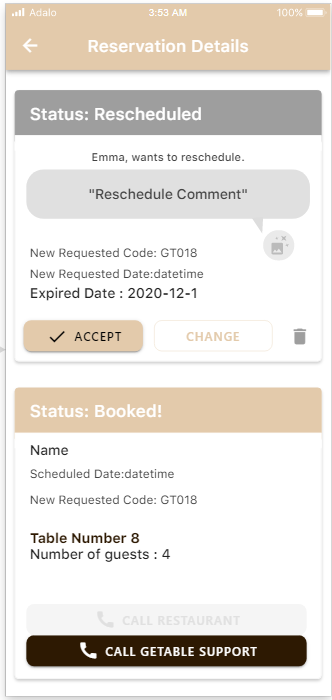 Adalo 3:53 AM 100%
Reservation Details
Status: Rescheduled
Emma, wants to reschedule.
"Reschedule Comment"
New Requested Code: GT018
New Requested Date:datetime
Expired Date : 2020-12-1
ACCEPT CHANGE
Status: Booked!
Name
Scheduled Date:datetime
New Requested Code: GT018
Table Number 8
Number of guests : 4
CALL RESTAURANT
CALL GETABLE SUPPORT